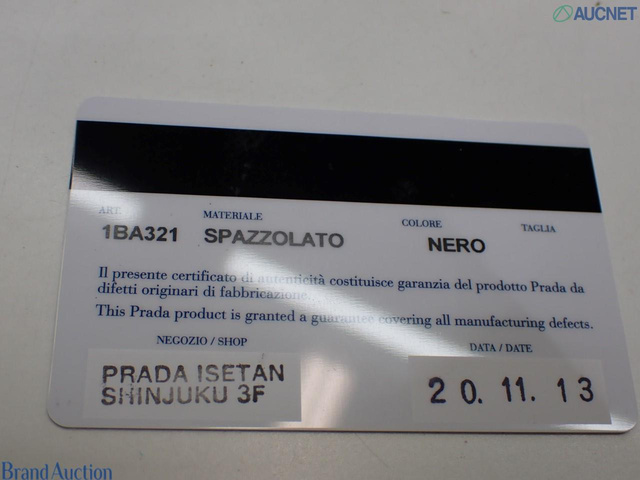 AUCNET
ART. MATERIALE COLORE TAGLIA
1BA321 SPAZZOLATO NERO
Il presente certificato di autenticità costituisce garanzia del prodotto Prada da
difetti originari di fabbricazione.
This Prada product is granted a guarantee covering all manufacturing defects.
NEGOZIO / SHOP DATA / DATE
PRADA ISETAN
SHINJUKU 3F
20. 11. 13
Brand Auction